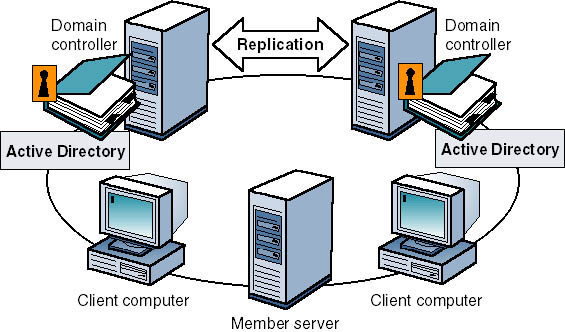 Domain
controller
Replication
Domain
controller
Active Directory
Active Directory
Client computer
Member server
Client computer